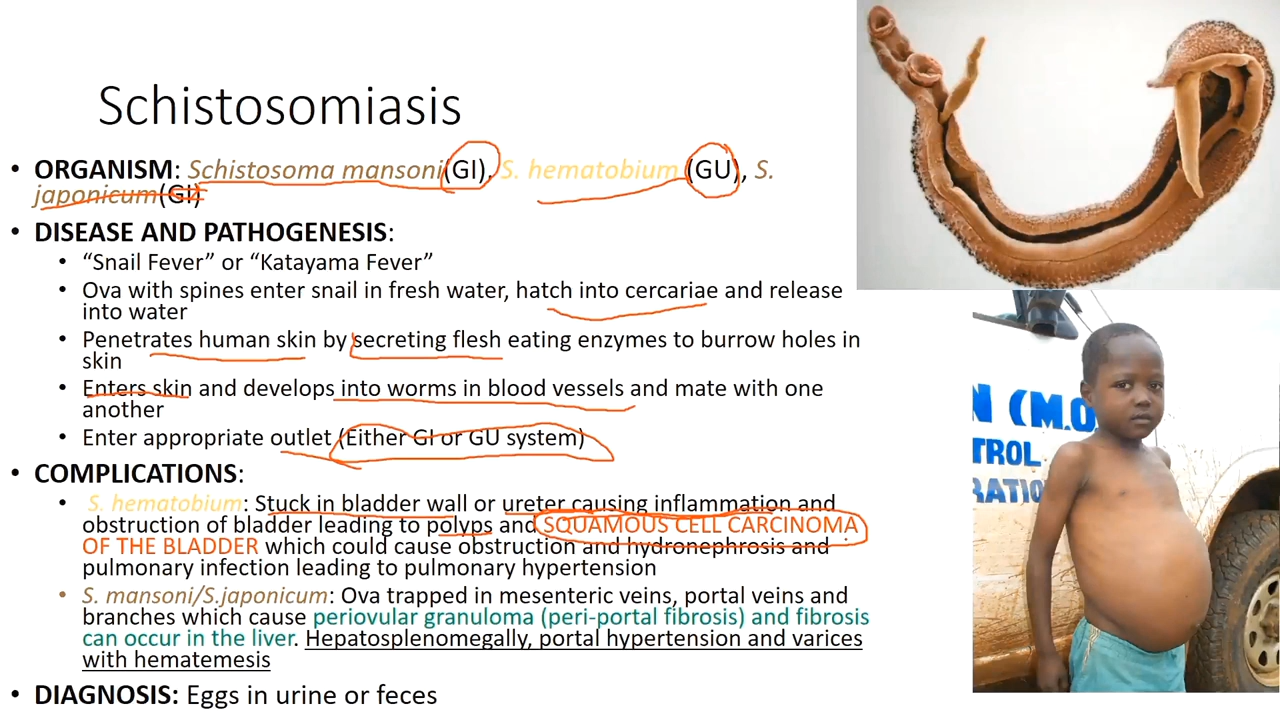 Schistosomiasis
• ORGANISM: Schistosoma mansoni(GI), S. hematobium (GU), S.
japonicum(GI)
• DISEASE AND PATHOGENESIS:
• “Snail Fever” or “Katayama Fever”
• Ova with spines enter snail in fresh water, hatch into cercariae and release
into water
• Penetrates human skin by secreting flesh eating enzymes to burrow holes in
skin
• Enters skin and develops into worms in blood vessels and mate with one
another
• Enter appropriate outlet (Either GI or GU system)
• COMPLICATIONS:
• S. hematobium: Stuck in bladder wall or ureter causing inflammation and
obstruction of bladder leading to polyps and SQUAMOUS CELL CARCINOMA
OF THE BLADDER which could cause obstruction and hydronephrosis and
pulmonary infection leading to pulmonary hypertension
• S. mansoni/S.japonicum: Ova trapped in mesenteric veins, portal veins and
branches which cause periovular granuloma (peri-portal fibrosis) and fibrosis
can occur in the liver. Hepatosplenomegally, portal hypertension and varices
with hematemesis
• DIAGNOSIS: Eggs in urine or feces
N (M.O
TROL
RATIO